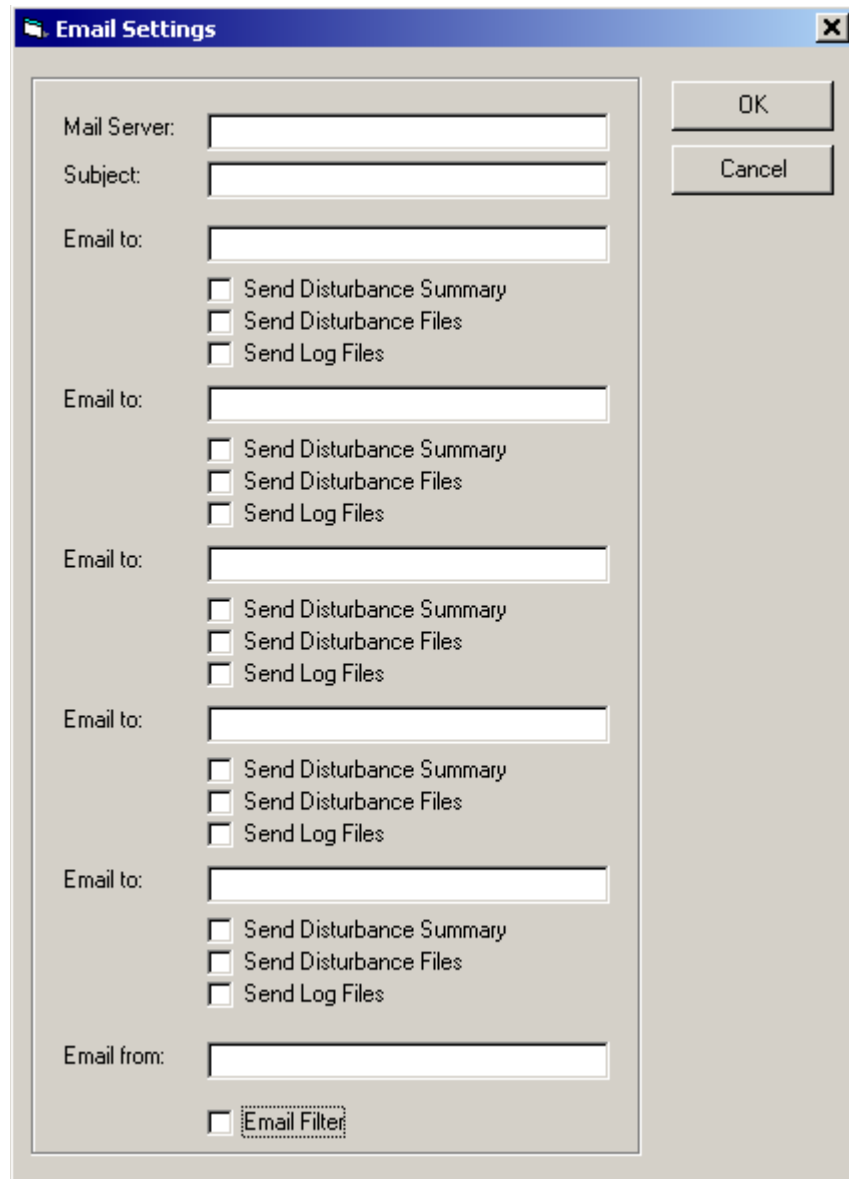 Email Settings
OK
Mail Server:
Cancel
Subject:
Email to:
Send Disturbance Summary
Send Disturbance Files
Send Log Files
Email to:
Send Disturbance Summary
Send Disturbance Files
Send Log Files
Email to:
Send Disturbance Summary
Send Disturbance Files
Send Log Files
Email to:
Send Disturbance Summary
Send Disturbance Files
Send Log Files
Email to:
Send Disturbance Summary
Send Disturbance Files
Send Log Files
Email from:
Email Filter